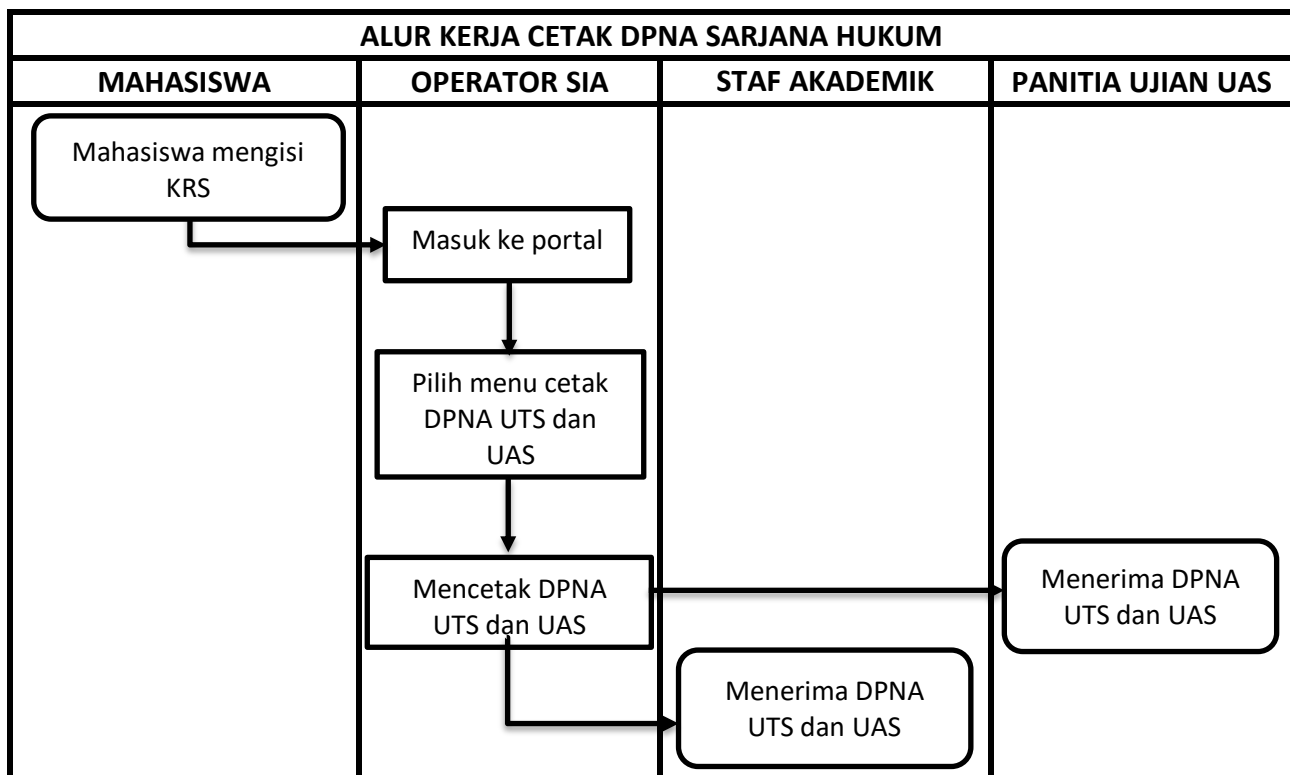 ALUR KERJA CETAK DPNA SARJANA HUKUM
MAHASISWA
OPERATOR SIA
STAF AKADEMIK
PANITIA UJIAN UAS
Mahasiswa mengisi
KRS
Masuk ke portal
Pilih menu cetak
DPNA UTS dan
UAS
Mencetak DPNA
UTS dan UAS
Menerima DPNA
UTS dan UAS
Menerima DPNA
UTS dan UAS